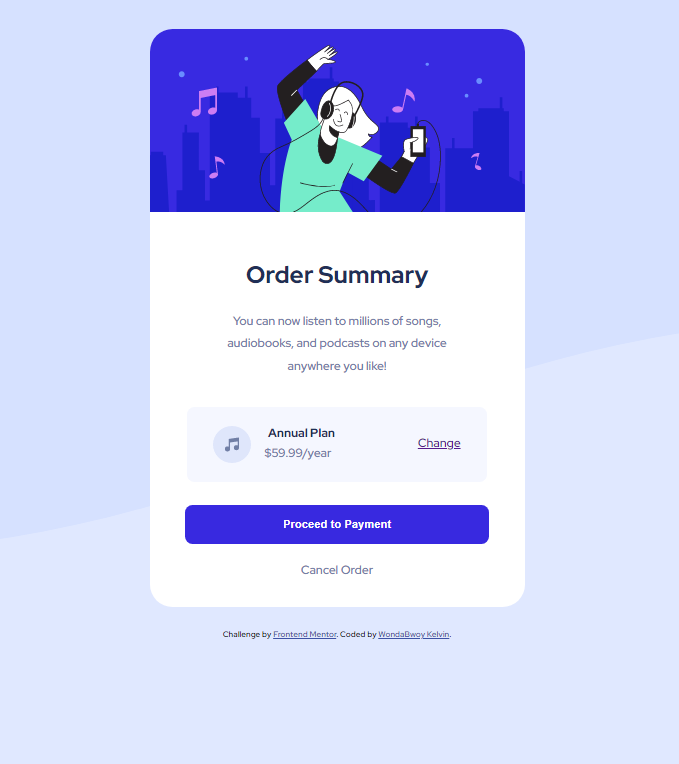 Order Summary
You can now listen to millions of songs,
audiobooks, and podcasts on any device
anywhere you like!
Annual Plan
$59.99/year
Change
Proceed to Payment
Cancel Order
Challenge by Frontend Mentor. Coded by WondaBwoy Kelvin.